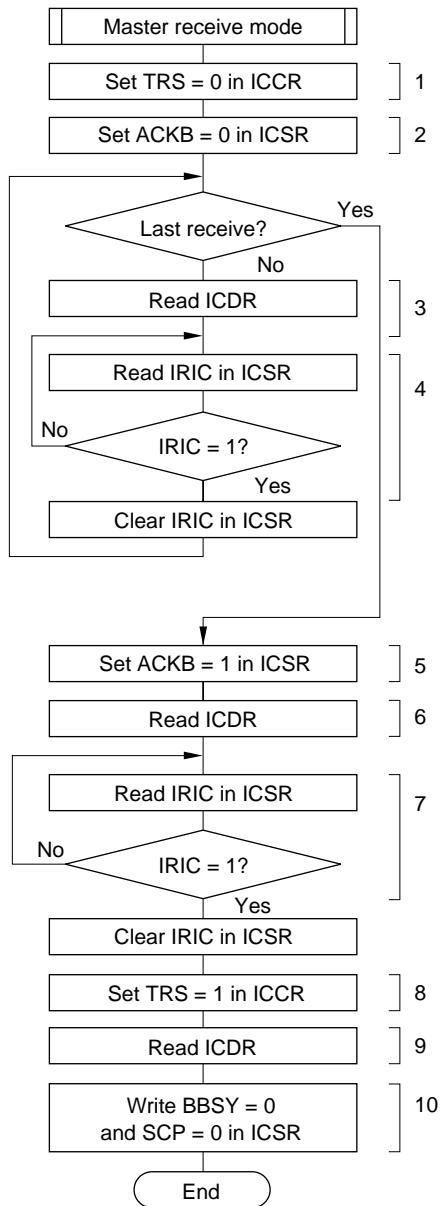 Master receive mode
Set TRS = 0 in ICCR
1
Set ACKB = 0 in ICSR
2
Last receive?
Yes
No
Read ICDR
3
Read IRIC in ICSR
4
No
IRIC = 1?
Yes
Clear IRIC in ICSR
Set ACKB = 1 in ICSR
5
Read ICDR
6
Read IRIC in ICSR
7
No
IRIC = 1?
Yes
Clear IRIC in ICSR
Set TRS = 1 in ICCR
8
Read ICDR
9
Write BBSY = 0
and SCP = 0 in ICSR
10
End